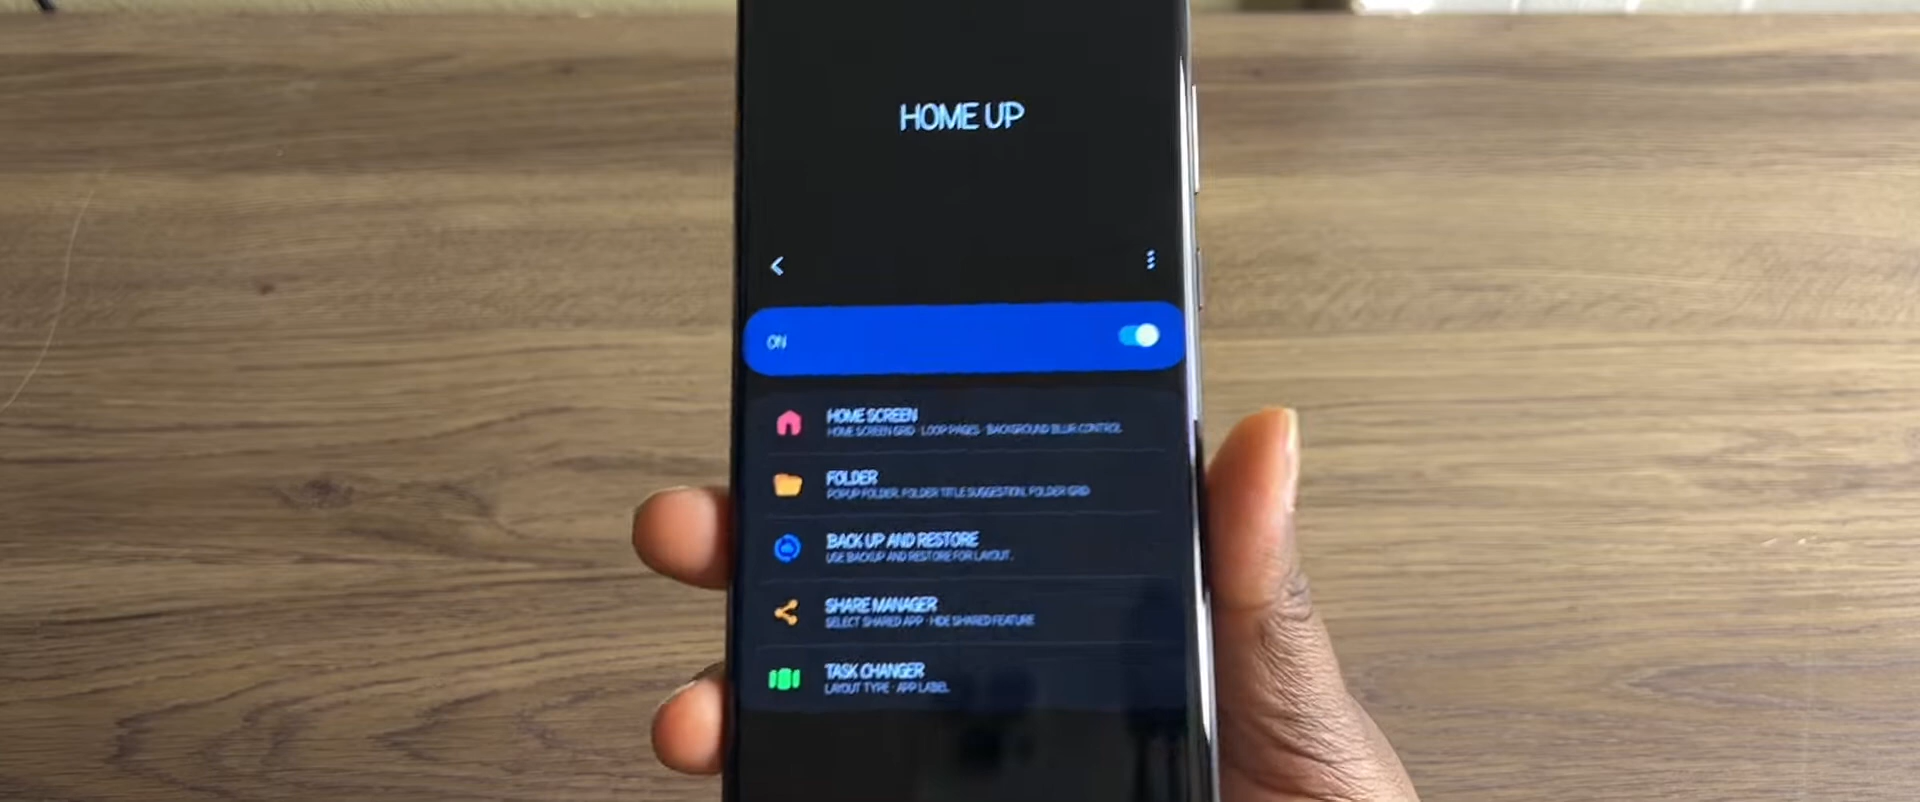 HOME UP
ON
HOME SCREEN
HOME SCREEN GRID · LOOP PAGES · BACKGROUND BLUR CONTROL
FOLDER
POPUP FOLDER, FOLDER TITLE SUGGESTION, FOLDER GRID
BACK UP AND RESTORE
USE BACKUP AND RESTORE FOR LAYOUT.
SHARE MANAGER
SELECT SHARED APP · HIDE SHARED FEATURE
TASK CHANGER
LAYOUT TYPE · APP LABEL